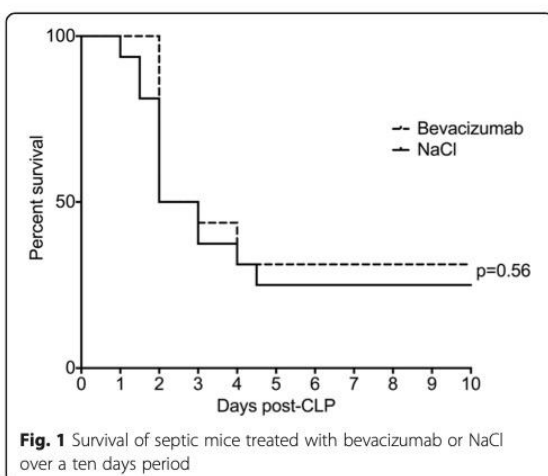 100
50
0
Percent survival
Bevacizumab
NaCl
p=0.56
0 1 2 3 4 5 6 7 8 9 10
Days post-CLP
Fig. 1 Survival of septic mice treated with bevacizumab or NaCl
over a ten days period